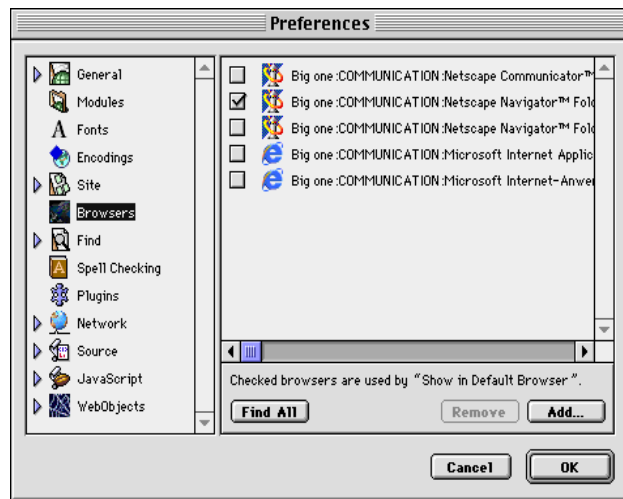 Preferences
General
Modules
Fonts
Encodings
Site
Browsers
Find
Spell Checking
Plugins
Network
Source
JavaScript
WebObjects
Big one:COMMUNICATION:Netscape Communicator™
Big one:COMMUNICATION:Netscape Navigator™ Fold
Big one:COMMUNICATION:Netscape Navigator™ Fold
Big one:COMMUNICATION:Microsoft Internet Applic
Big one:COMMUNICATION:Microsoft Internet-Anwe
Checked browsers are used by “Show in Default Browser”.
Find All
Remove
Add...
Cancel
OK